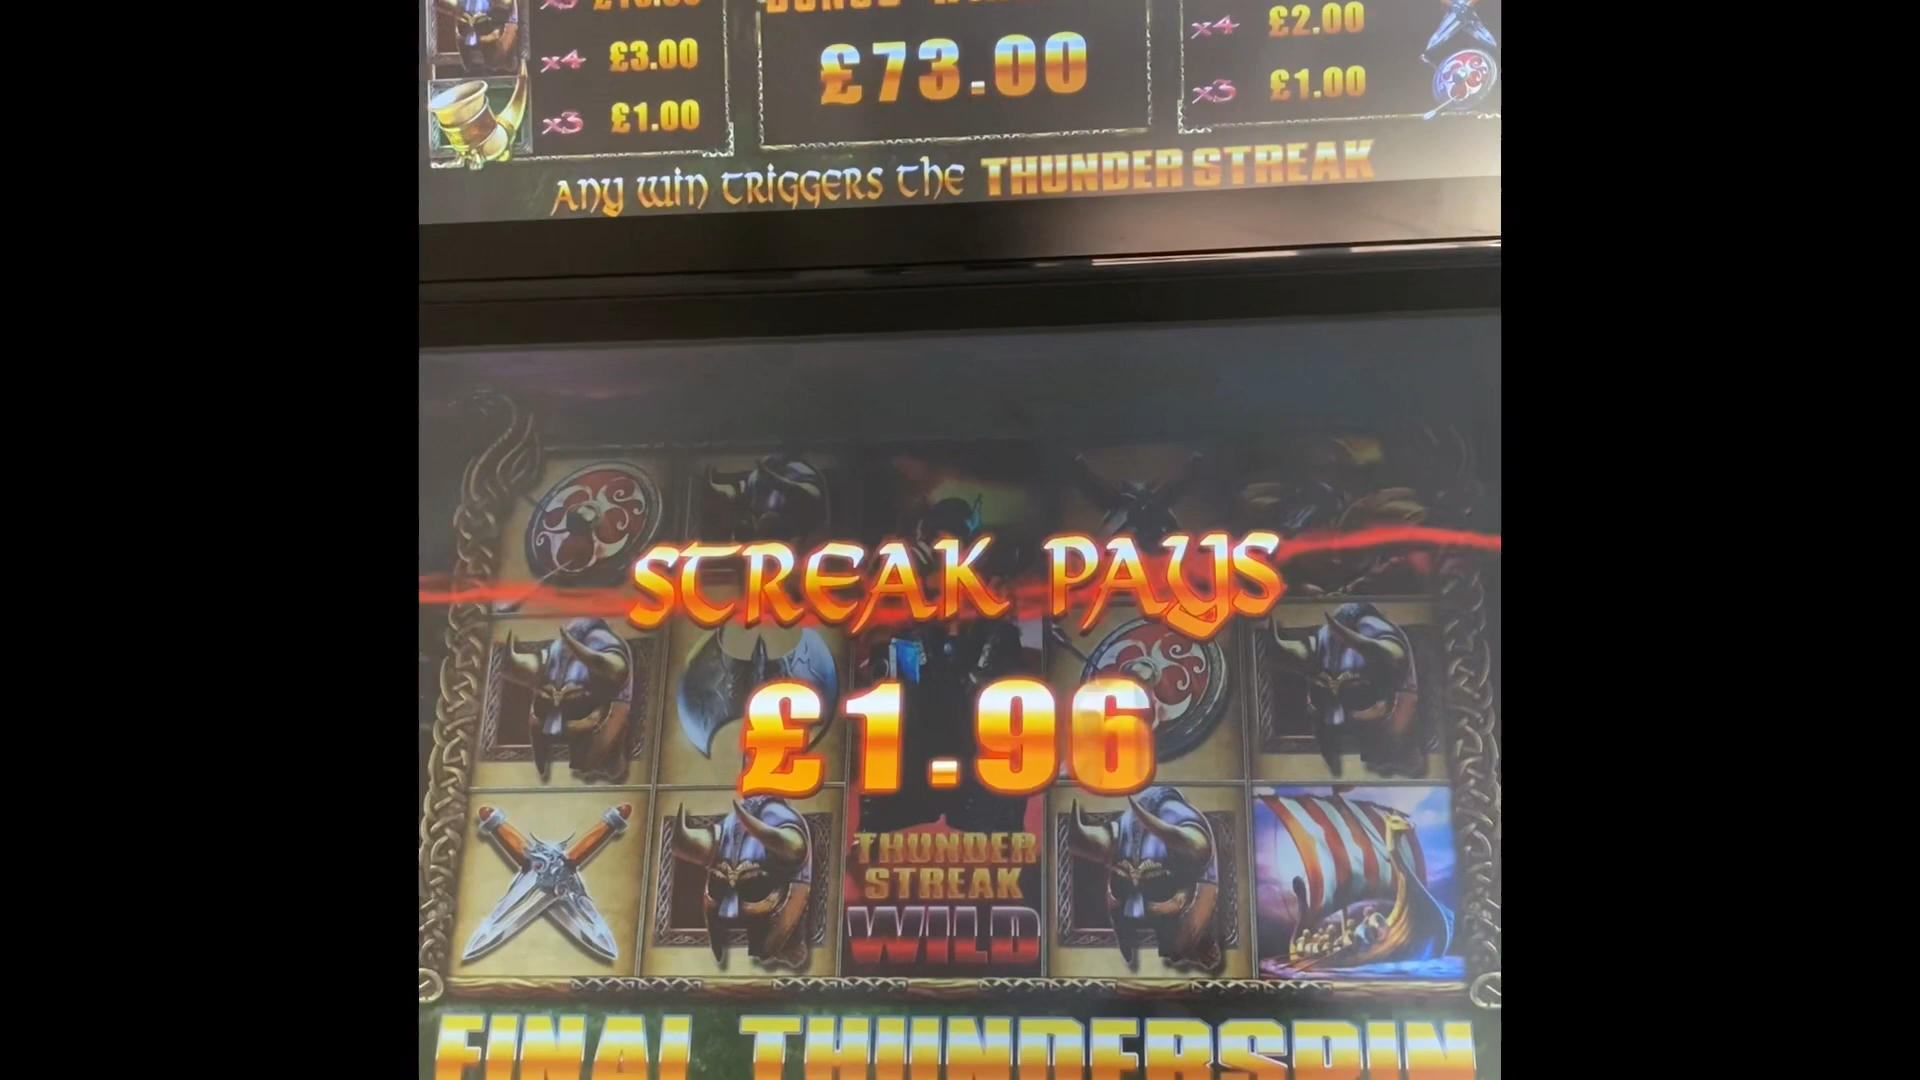 x4 £3.00
x3 £1.00
£73.00
x4 £2.00
x3 £1.00
ANY WIN TRIGGERS THE THUNDER STREAK
STREAK PAYS
£1.96
THUNDER
STREAK
WILD
FINAL THUNDERSPIN